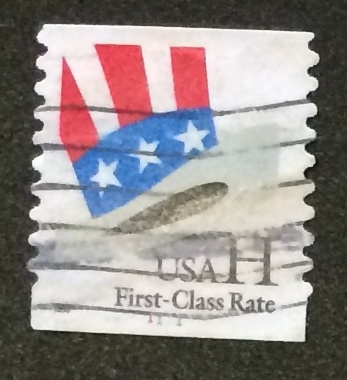 USA H
First-Class Rate